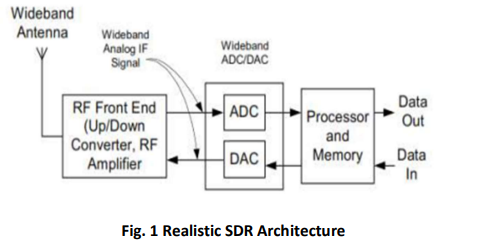 Wideband
Antenna
Wideband
Analog IF
Signal
Wideband
ADC/DAC
RF Front End
(Up/Down
Converter, RF
Amplifier
ADC
DAC
Processor
and
Memory
Data
Out
Data
In
Fig. 1 Realistic SDR Architecture